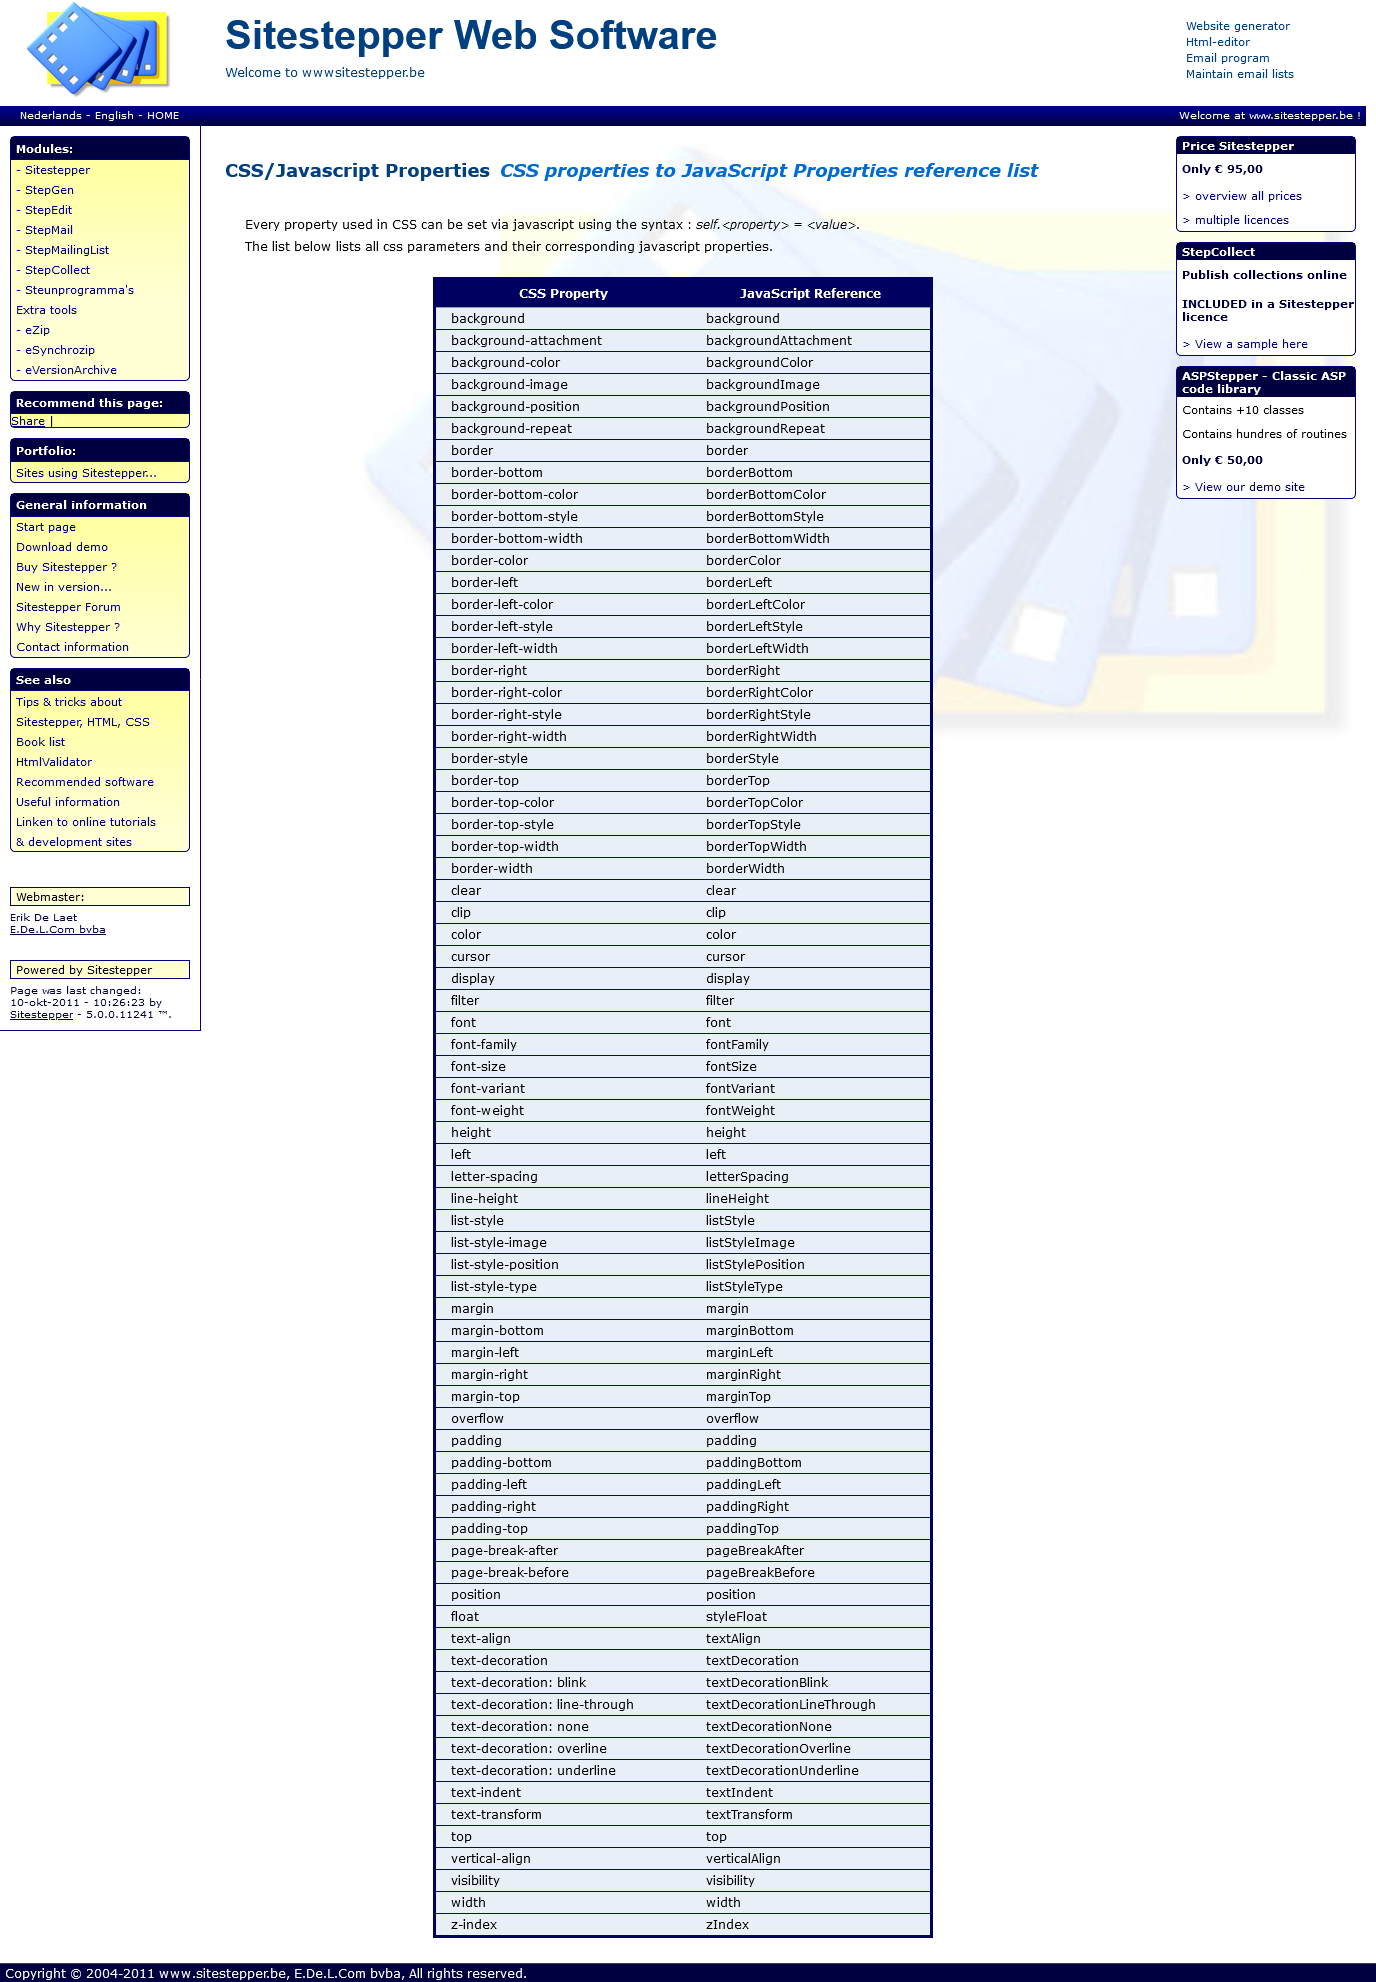 Sitestepper Web Software
Welcome to wwwsitestepper.be
Website generator
Html-editor
Email program
Maintain email lists
Nederlands - English - HOME
Welcome at www.sitestepper.be !
Modules:
- Sitestepper
- StepGen
- StepEdit
- StepMail
- StepMailingList
- StepCollect
- Steunprogramma's
Extra tools
- eZip
- eSynchrozip
- eVersionArchive
Recommend this page:
Share |
Portfolio:
Sites using Sitestepper...
General information
Start page
Download demo
Buy Sitestepper ?
New in version...
Sitestepper Forum
Why Sitestepper ?
Contact information
See also
Tips & tricks about
Sitestepper, HTML, CSS
Book list
HtmlValidator
Recommended software
Useful information
Linken to online tutorials
& development sites
Webmaster:
Erik De Laet
E.De.L.Com bvba
Powered by Sitestepper
Page was last changed:
10-okt-2011 - 10:26:23 by
Sitestepper - 5.0.0.11241 ™.
CSS/Javascript Properties CSS properties to JavaScript Properties reference list
Every property used in CSS can be set via javascript using the syntax : self.<property> = <value>.
The list below lists all css parameters and their corresponding javascript properties.
CSS Property JavaScript Reference
background background
background-attachment backgroundAttachment
background-color backgroundColor
background-image backgroundImage
background-position backgroundPosition
background-repeat backgroundRepeat
border border
border-bottom borderBottom
border-bottom-color borderBottomColor
border-bottom-style borderBottomStyle
border-bottom-width borderBottomWidth
border-color borderColor
border-left borderLeft
border-left-color borderLeftColor
border-left-style borderLeftStyle
border-left-width borderLeftWidth
border-right borderRight
border-right-color borderRightColor
border-right-style borderRightStyle
border-right-width borderRightWidth
border-style borderStyle
border-top borderTop
border-top-color borderTopColor
border-top-style borderTopStyle
border-top-width borderTopWidth
border-width borderWidth
clear clear
clip clip
color color
cursor cursor
display display
filter filter
font font
font-family fontFamily
font-size fontSize
font-variant fontVariant
font-weight fontWeight
height height
left left
letter-spacing letterSpacing
line-height lineHeight
list-style listStyle
list-style-image listStyleImage
list-style-position listStylePosition
list-style-type listStyleType
margin margin
margin-bottom marginBottom
margin-left marginLeft
margin-right marginRight
margin-top marginTop
overflow overflow
padding padding
padding-bottom paddingBottom
padding-left paddingLeft
padding-right paddingRight
padding-top paddingTop
page-break-after pageBreakAfter
page-break-before pageBreakBefore
position position
float styleFloat
text-align textAlign
text-decoration textDecoration
text-decoration: blink textDecorationBlink
text-decoration: line-through textDecorationLineThrough
text-decoration: none textDecorationNone
text-decoration: overline textDecorationOverline
text-decoration: underline textDecorationUnderline
text-indent textIndent
text-transform textTransform
top top
vertical-align verticalAlign
visibility visibility
width width
z-index zIndex
Price Sitestepper
Only € 95,00
> overview all prices
> multiple licences
StepCollect
Publish collections online
INCLUDED in a Sitestepper
licence
> View a sample here
ASPStepper - Classic ASP
code library
Contains +10 classes
Contains hundres of routines
Only € 50,00
> View our demo site
Copyright © 2004-2011 www.sitestepper.be, E.De.L.Com bvba, All rights reserved.